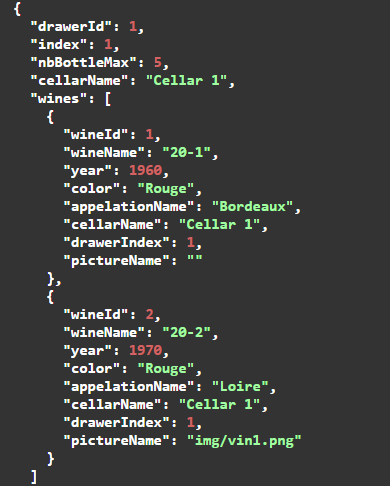 {
"drawerId": 1,
"index": 1,
"nbBottleMax": 5,
"cellarName": "Cellar 1",
"wines": [
{
"wineId": 1,
"wineName": "20-1",
"year": 1960,
"color": "Rouge",
"appelationName": "Bordeaux",
"cellarName": "Cellar 1",
"drawerIndex": 1,
"pictureName": ""
},
{
"wineId": 2,
"wineName": "20-2",
"year": 1970,
"color": "Rouge",
"appelationName": "Loire",
"cellarName": "Cellar 1",
"drawerIndex": 1,
"pictureName": "img/vin1.png"
}
]